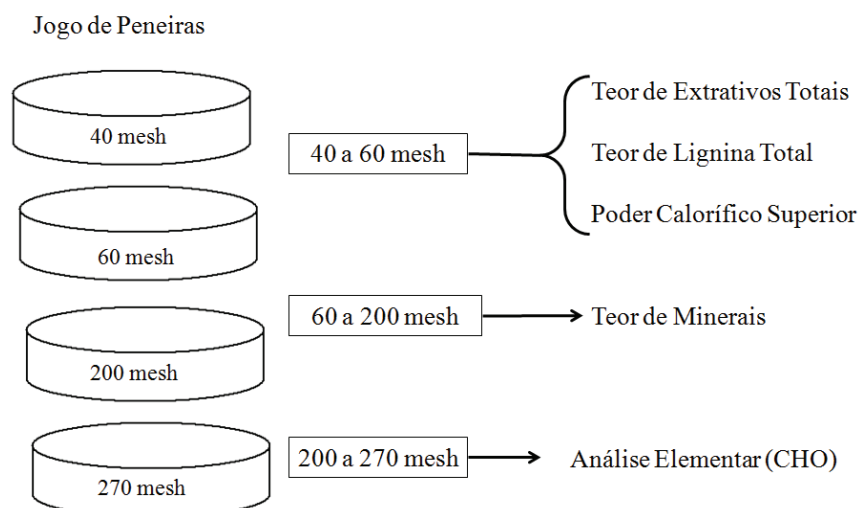 Jogo de Peneiras
40 mesh
60 mesh
200 mesh
270 mesh
40 a 60 mesh
Teor de Extrativos Totais
Teor de Lignina Total
Poder Calorífico Superior
60 a 200 mesh
Teor de Minerais
200 a 270 mesh
Análise Elementar (CHO)